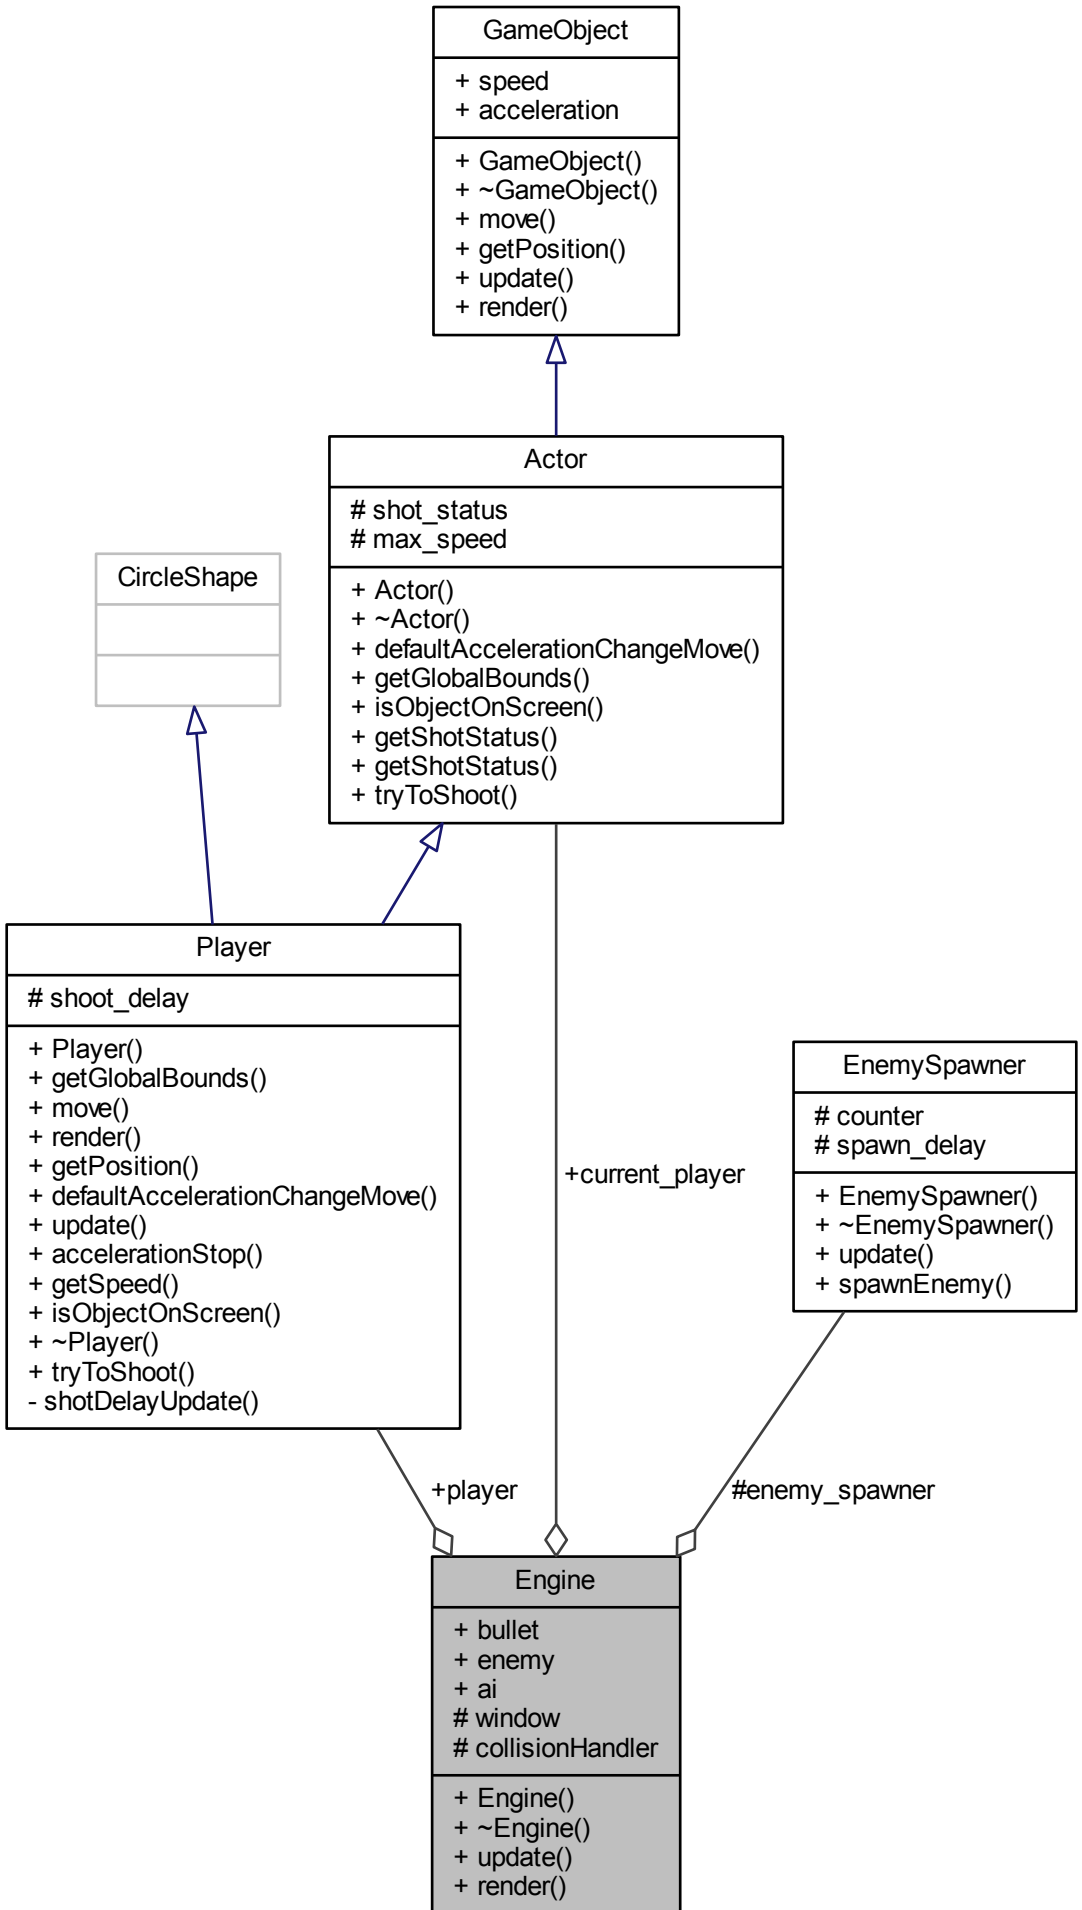 GameObject
+ speed
+ acceleration
+ GameObject()
+ ~GameObject()
+ move()
+ getPosition()
+ update()
+ render()
Actor
# shot_status
# max_speed
+ Actor()
+ ~Actor()
+ defaultAccelerationChangeMove()
+ getGlobalBounds()
+ isObjectOnScreen()
+ getShotStatus()
+ getShotStatus()
+ tryToShoot()
CircleShape
Player
# shoot_delay
+ Player()
+ getGlobalBounds()
+ move()
+ render()
+ getPosition()
+ defaultAccelerationChangeMove()
+ update()
+ accelerationStop()
+ getSpeed()
+ isObjectOnScreen()
+ ~Player()
+ tryToShoot()
- shotDelayUpdate()
+current_player
EnemySpawner
# counter
# spawn_delay
+ EnemySpawner()
+ ~EnemySpawner()
+ update()
+ spawnEnemy()
+player
#enemy_spawner
Engine
+ bullet
+ enemy
+ ai
# window
# collisionHandler
+ Engine()
+ ~Engine()
+ update()
+ render()